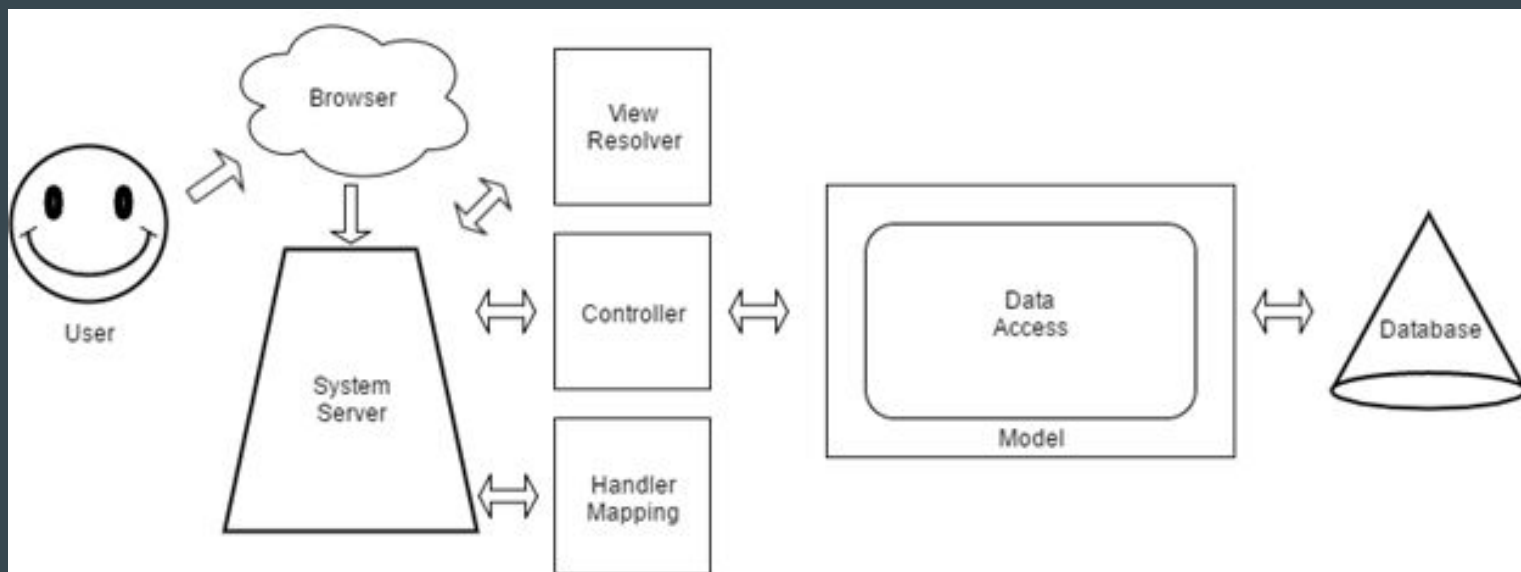 Browser
View
Resolver
User
System
Server
Controller
Data
Access
Model
Database
Handler
Mapping